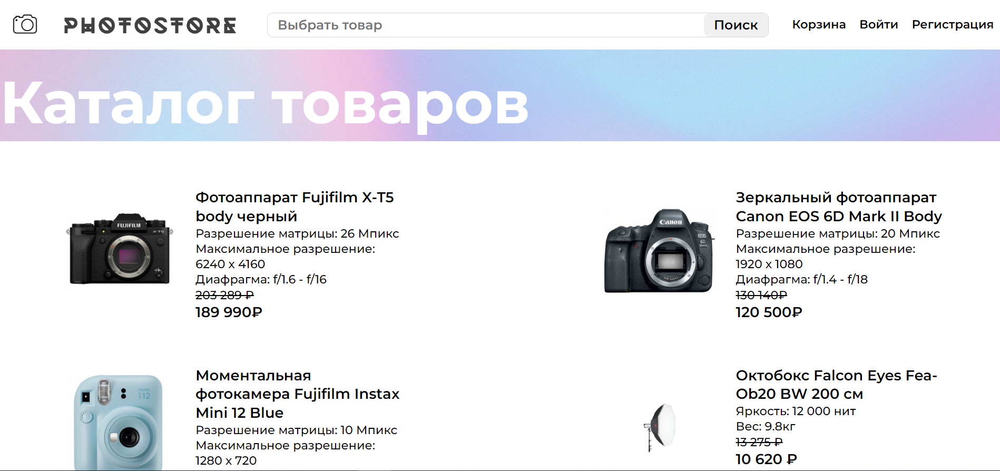 PHOTOSTORE
Выбрать товар
Поиск
Корзина Войти Регистрация
Каталог товаров
FUJIFILM
X-T5
Фотоаппарат Fujifilm X-T5
body черный
Разрешение матрицы: 26 Мпикс
Максимальное разрешение:
6240 x 4160
Диафрагма: f/1.6 - f/16
203 289 ₽
189 990₽
Canon
EOS
6D
Зеркальный фотоаппарат
Canon EOS 6D Mark II Body
Разрешение матрицы: 20 Мпикс
Максимальное разрешение:
1920 x 1080
Диафрагма: f/1.4 - f/18
130 140₽
120 500₽
instax
12
Моментальная
фотокамера Fujifilm Instax
Mini 12 Blue
Разрешение матрицы: 10 Мпикс
Максимальное разрешение:
1280 x 720
Октобокс Falcon Eyes Fea-
Ob20 BW 200 см
Яркость: 12 000 нит
Вес: 9.8кг
13 275 ₽
10 620 ₽